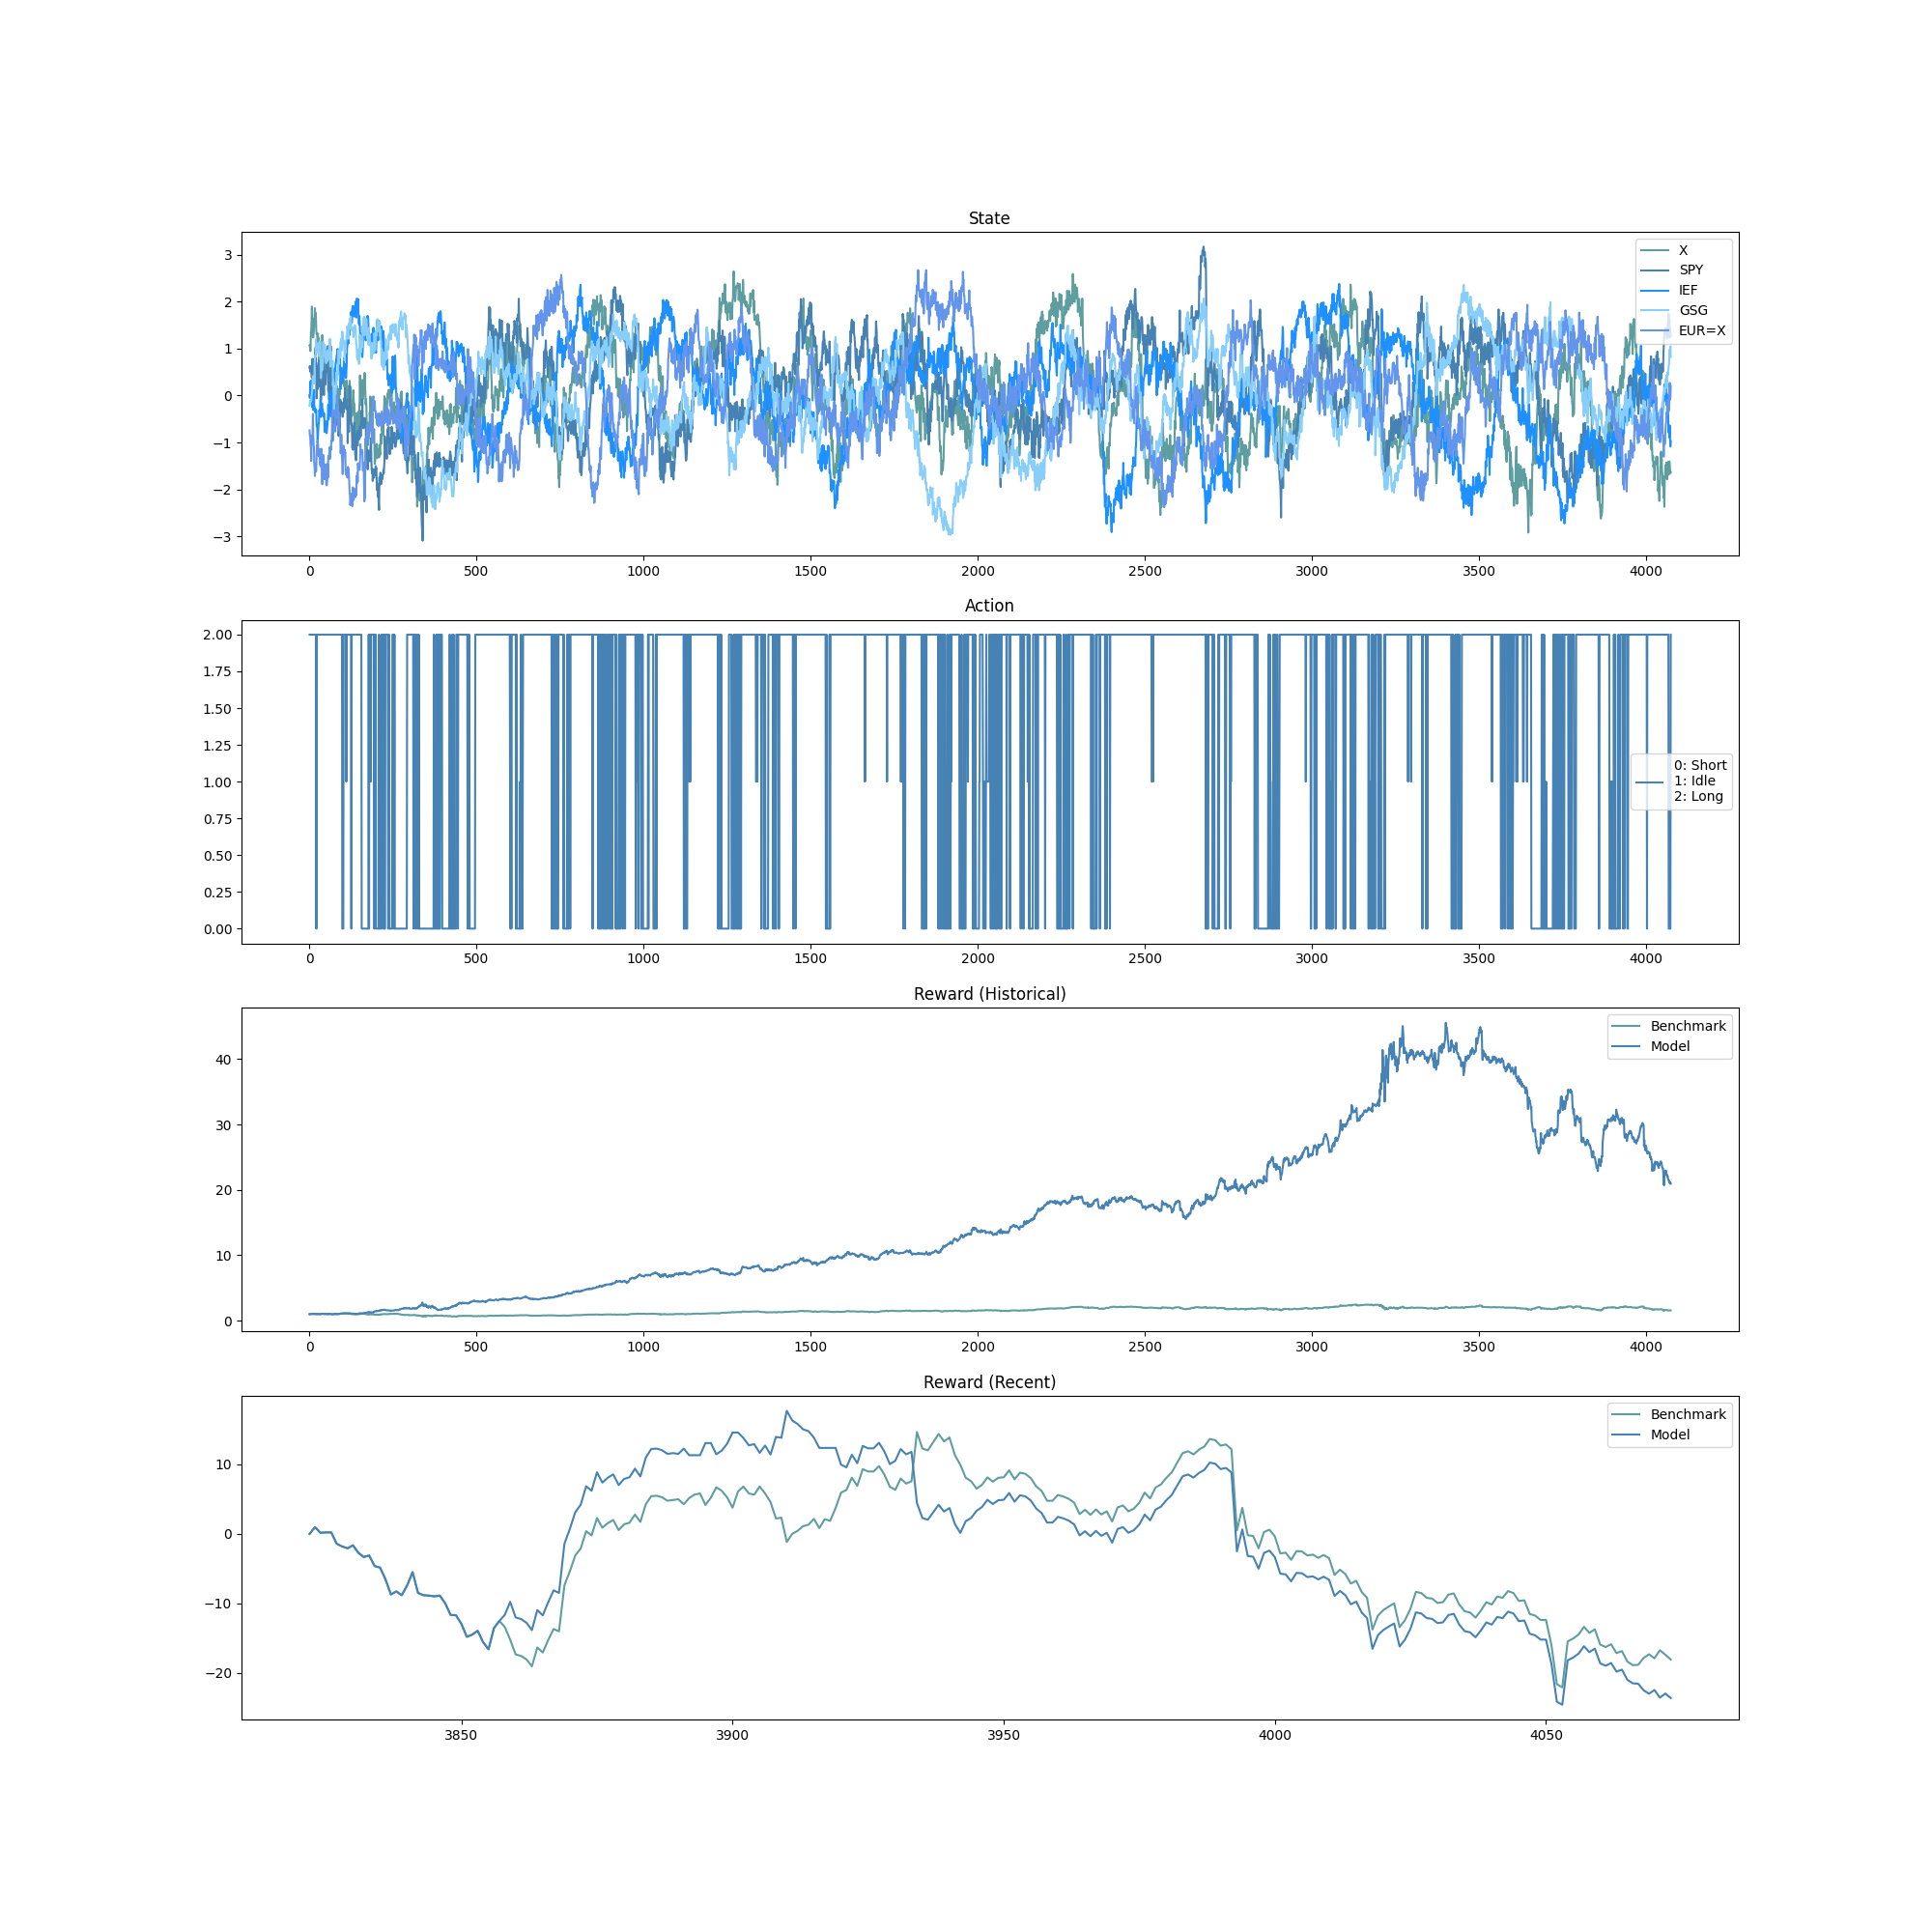 State
3
2
1
0
−1
−2
−3
X
SPY
IEF
GSG
EUR=X
0 500 1000 1500 2000 2500 3000 3500 4000
Action
2.00
1.75
1.50
1.25
1.00
0.75
0.50
0.25
0.00
0: Short
1: Idle
2: Long
0 500 1000 1500 2000 2500 3000 3500 4000
Reward (Historical)
40
30
20
10
0
Benchmark
Model
0 500 1000 1500 2000 2500 3000 3500 4000
Reward (Recent)
10
0
−10
−20
Benchmark
Model
3850 3900 3950 4000 4050